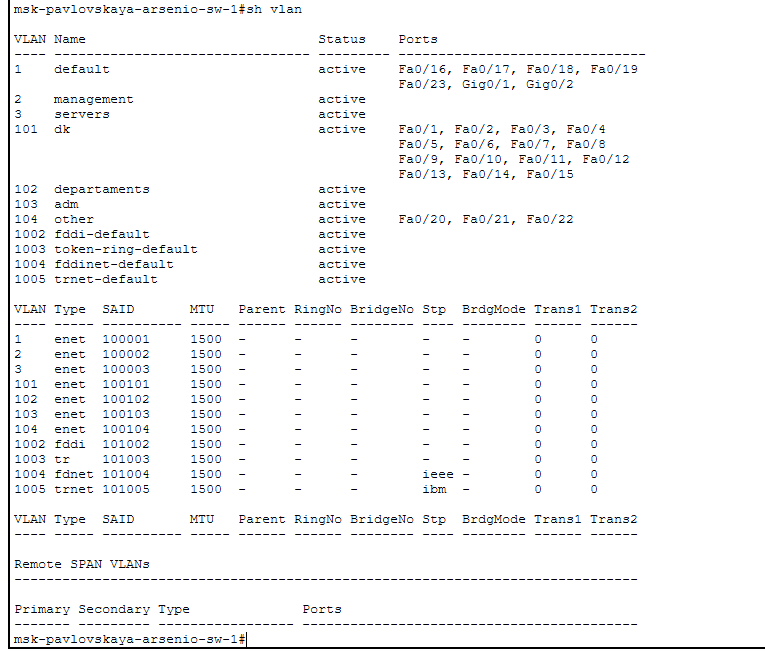 msk-pavlovskaya-arsenio-sw-1#sh vlan
VLAN Name                             Status    Ports
---- -------------------------------- --------- -------------------------------
1    default                          active    Fa0/16, Fa0/17, Fa0/18, Fa0/19
                                                Fa0/23, Gig0/1, Gig0/2
2    management                       active
3    servers                          active
101  dk                               active    Fa0/1, Fa0/2, Fa0/3, Fa0/4
                                                Fa0/5, Fa0/6, Fa0/7, Fa0/8
                                                Fa0/9, Fa0/10, Fa0/11, Fa0/12
                                                Fa0/13, Fa0/14, Fa0/15
102  departaments                     active
103  adm                              active
104  other                            active    Fa0/20, Fa0/21, Fa0/22
1002 fddi-default                     active
1003 token-ring-default               active
1004 fddinet-default                  active
1005 trnet-default                    active
VLAN Type  SAID       MTU   Parent RingNo BridgeNo Stp  BrdgMode Trans1 Trans2
---- ----- ---------- ----- ------ ------ -------- ---- -------- ------ ------
1    enet  100001     1500  -      -      -        -    -        0      0
2    enet  100002     1500  -      -      -        -    -        0      0
3    enet  100003     1500  -      -      -        -    -        0      0
101  enet  100101     1500  -      -      -        -    -        0      0
102  enet  100102     1500  -      -      -        -    -        0      0
103  enet  100103     1500  -      -      -        -    -        0      0
104  enet  100104     1500  -      -      -        -    -        0      0
1002 fddi  101002     1500  -      -      -        -    -        0      0
1003 tr    101003     1500  -      -      -        -    -        0      0
1004 fdnet 101004     1500  -      -      -        ieee -        0      0
1005 trnet 101005     1500  -      -      -        ibm  -        0      0
VLAN Type  SAID       MTU   Parent RingNo BridgeNo Stp  BrdgMode Trans1 Trans2
---- ----- ---------- ----- ------ ------ -------- ---- -------- ------ ------
Remote SPAN VLANs
------------------------------------------------------------------------------
Primary Secondary Type              Ports
------- --------- ----------------- ------------------------------------------
msk-pavlovskaya-arsenio-sw-1#